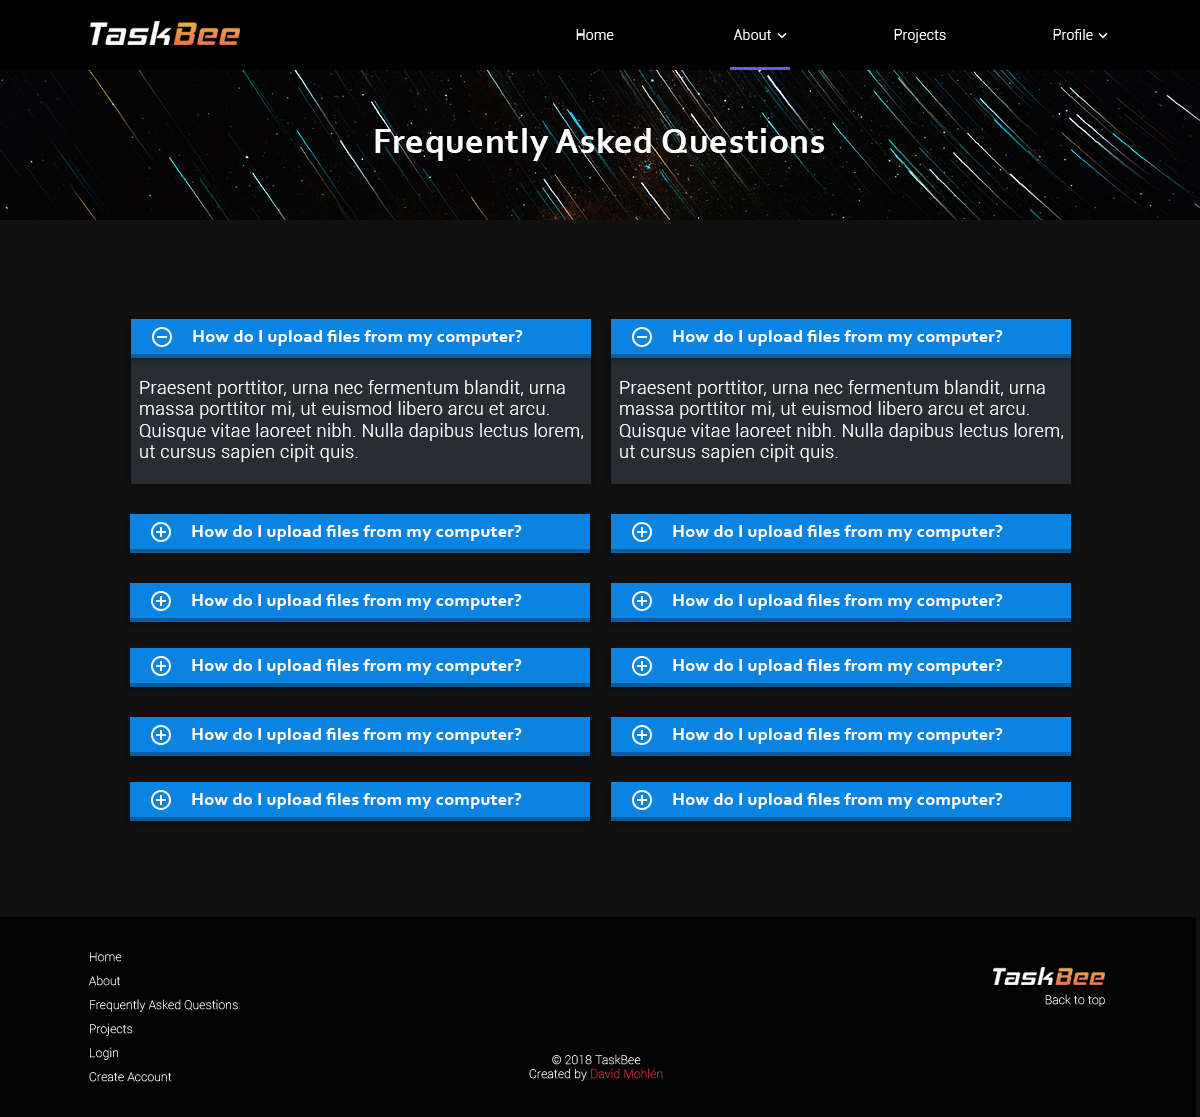 TaskBee
Home
About
Projects
Profile
Frequently Asked Questions
How do I upload files from my computer?
Praesent porttitor, urna nec fermentum blandit, urna
massa porttitor mi, ut euismod libero arcu et arcu.
Quisque vitae laoreet nibh. Nulla dapibus lectus lorem,
ut cursus sapien cipit quis.
How do I upload files from my computer?
Praesent porttitor, urna nec fermentum blandit, urna
massa porttitor mi, ut euismod libero arcu et arcu.
Quisque vitae laoreet nibh. Nulla dapibus lectus lorem,
ut cursus sapien cipit quis.
How do I upload files from my computer?
How do I upload files from my computer?
How do I upload files from my computer?
How do I upload files from my computer?
How do I upload files from my computer?
How do I upload files from my computer?
How do I upload files from my computer?
How do I upload files from my computer?
How do I upload files from my computer?
How do I upload files from my computer?
Home
About
Frequently Asked Questions
Projects
Login
Create Account
© 2018 TaskBee
Created by David Mohlén
TaskBee
Back to top